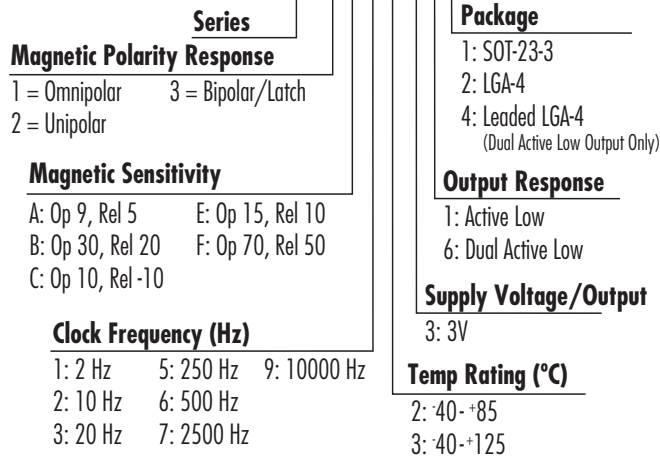 Series
Magnetic Polarity Response
1 = Omnipolar 3 = Bipolar/Latch
2 = Unipolar
Magnetic Sensitivity
A: Op 9, Rel 5 E: Op 15, Rel 10
B: Op 30, Rel 20 F: Op 70, Rel 50
C: Op 10, Rel -10
Clock Frequency (Hz)
1: 2 Hz 5: 250 Hz 9: 10000 Hz
2: 10 Hz 6: 500 Hz
3: 20 Hz 7: 2500 Hz
Package
1: SOT-23-3
2: LGA-4
4: Leaded LGA-4
(Dual Active Low Output Only)
Output Response
1: Active Low
6: Dual Active Low
Supply Voltage/Output
3: 3V
Temp Rating (ºC)
2: -40- +85
3: -40-+125